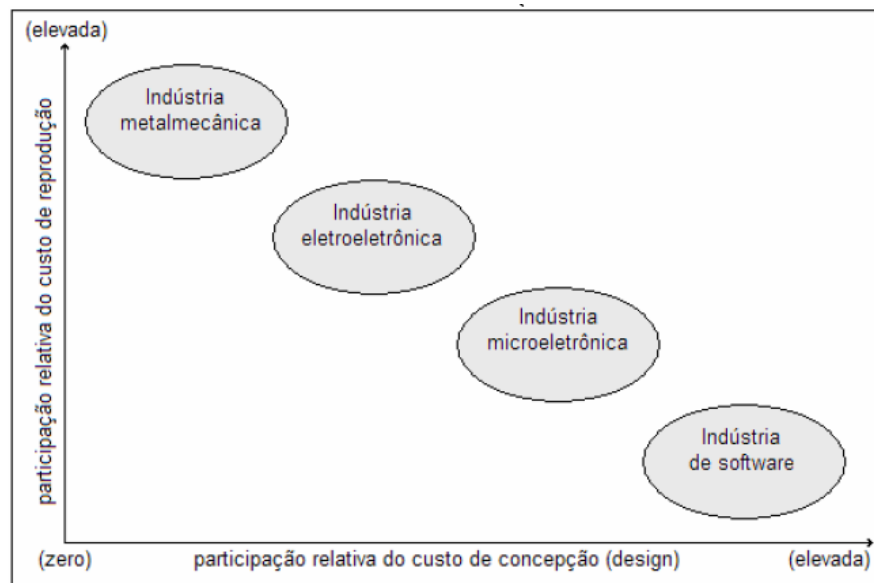 (elevada)
Indústria
metalmecânica
Indústria
eletroeletrônica
Indústria
microeletrônica
Indústria
de software
participação relativa do custo de reprodução
(zero)
participação relativa do custo de concepção (design)
(elevada)